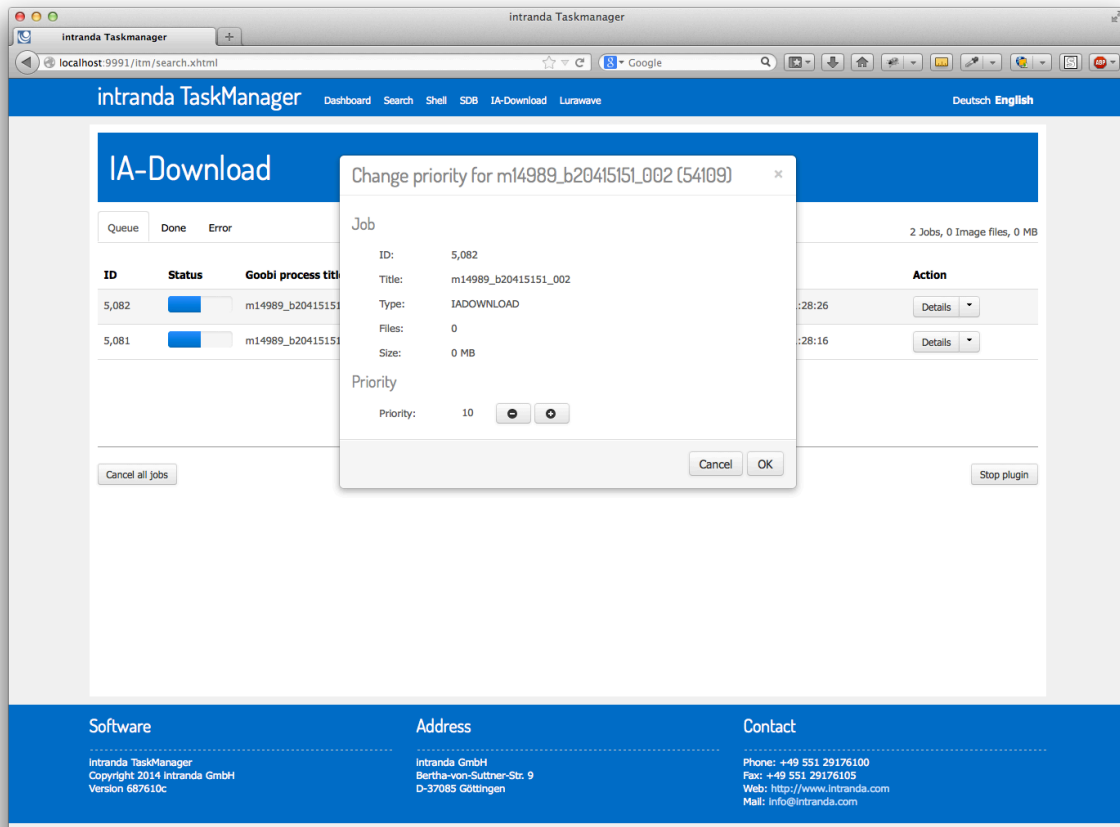 intranda Taskmanager
intranda Taskmanager
localhost:9991/itm/search.xhtml
Google
intranda TaskManager Dashboard Search Shell SDB IA-Download Lurawave Deutsch English
IA-Download
Queue Done Error
2 Jobs, 0 Image files, 0 MB
ID Status Goobi process Action
5,082 m14989_b20415151 :28:26 Details
5,081 m14989_b20415151 :28:16 Details
Cancel all jobs
Stop plugin
Change priority for m14989_b20415151_002 (54109) ×
Job
ID: 5,082
Title: m14989_b20415151_002
Type: IADOWNLOAD
Files: 0
Size: 0 MB
Priority
Priority: 10
Cancel OK
Software
intranda TaskManager
Copyright 2014 intranda GmbH
Version 687610c
Address
intranda GmbH
Bertha-von-Suttner-Str. 9
D-37085 Göttingen
Contact
Phone: +49 551 29176100
Fax: +49 551 29176105
Web: http://www.intranda.com
Mail: info@intranda.com